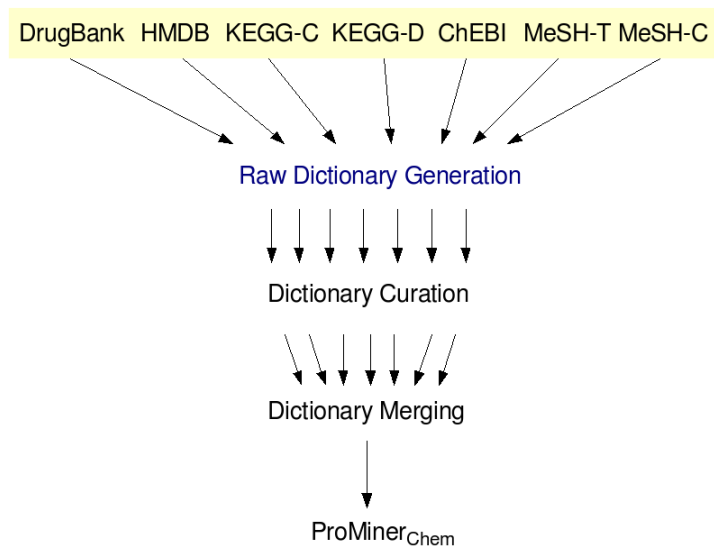 DrugBank HMDB KEGG-C KEGG-D ChEBI MeSH-T MeSH-C
Raw Dictionary Generation
Dictionary Curation
Dictionary Merging
ProMinerChem